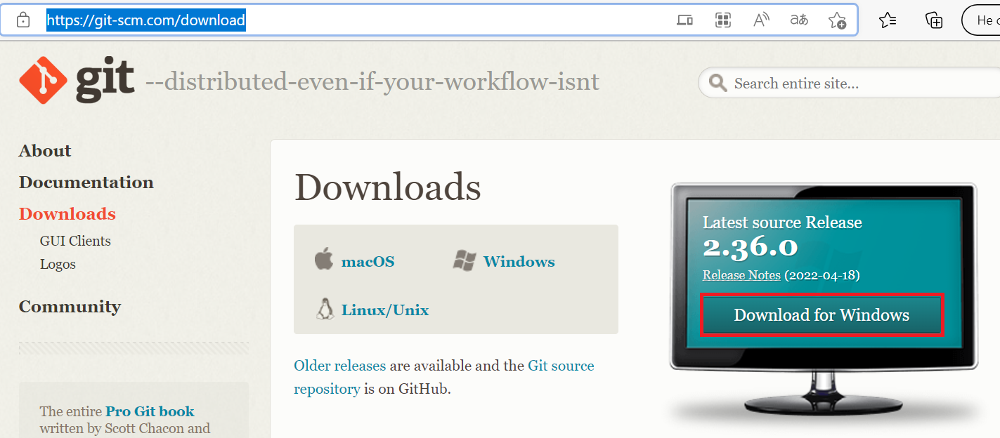 https://git-scm.com/download
aあ
git --distributed-even-if-your-workflow-isnt
Search entire site...
About
Documentation
Downloads
GUI Clients
Logos
Community
The entire Pro Git book
written by Scott Chacon and
Downloads
macOS
Windows
Linux/Unix
Older releases are available and the Git source
repository is on GitHub.
Latest source Release
2.36.0
Release Notes (2022-04-18)
Download for Windows